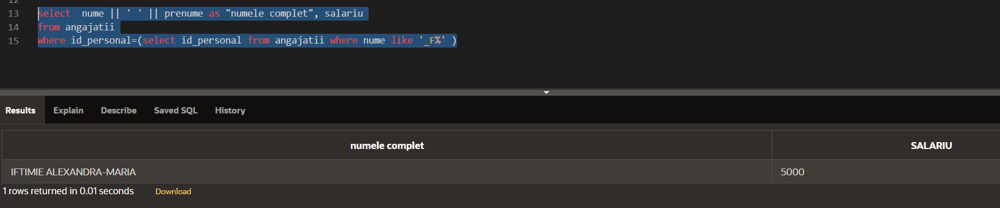 12
13 select  nume || ' ' || prenume as "numele complet", salariu
14 from angajatii
15 where id_personal=(select id_personal from angajatii where nume like '_F%' )
Results Explain Describe Saved SQL History
numele complet SALARIU
IFTIMIE ALEXANDRA-MARIA 5000
1 rows returned in 0.01 seconds Download